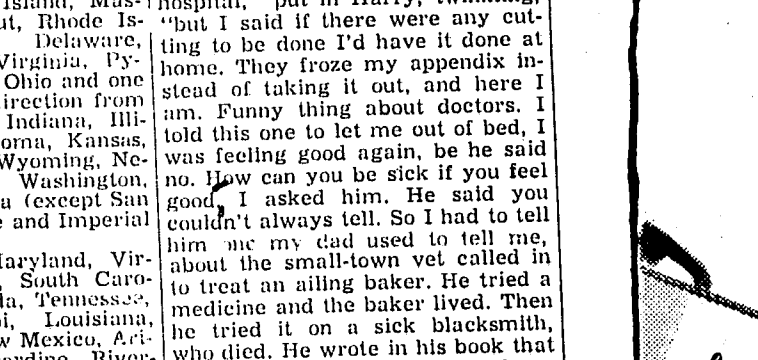 Island, Mas-
ut, Rhode Is-
Delaware,
Virginia, Py-
Ohio and one
irection from
Indiana, Illi-
oma, Kansas,
Wyoming, Ne-
Washington,
a (except San
e and Imperial
Maryland, Vir-
, South Caro-
da, Tennessee,
pi, Louisiana,
w Mexico, Ari-
ardino, River-
hospital," put in Harry,
"but I said if there were any cut-
ting to be done I'd have it done at
home. They froze my appendix in-
stead of taking it out, and here I
am. Funny thing about doctors. I
told this one to let me out of bed, I
was feeling good again, be he said
no. How can you be sick if you feel
good, I asked him. He said you
couldn't always tell. So I had to tell
him my dad used to tell me,
about the small-town vet called in
to treat an ailing baker. He tried a
medicine and the baker lived. Then
he tried it on a sick blacksmith,
who died. He wrote in his book that